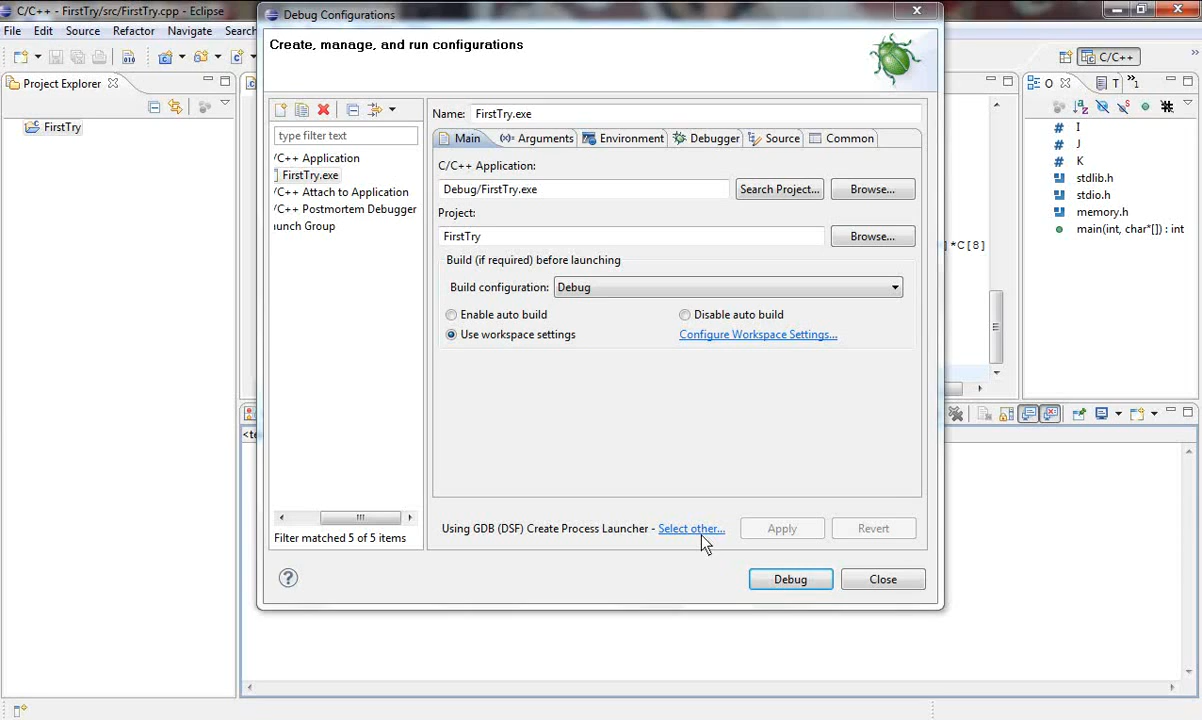 C/C++ - FirstTry/src/FirstTry.cpp - Eclipse
File Edit Source Refactor Navigate Search
Debug Configurations
Create, manage, and run configurations
C/C++
Project Explorer
FirstTry
type filter text
/C++ Application
FirstTry.exe
/C++ Attach to Application
/C++ Postmortem Debugger
unch Group
Filter matched 5 of 5 items
Name: FirstTry.exe
Main Arguments Environment Debugger Source Common
C/C++ Application:
Debug/FirstTry.exe Search Project... Browse...
Project:
FirstTry Browse...
Build (if required) before launching
Build configuration: Debug
Enable auto build Disable auto build
Use workspace settings Configure Workspace Settings...
Using GDB (DSF) Create Process Launcher - Select other... Apply Revert
? Debug Close
]*C[8]
<te
O T »1
# I
# J
# K
stdlib.h
stdio.h
memory.h
main(int, char*[]) : int